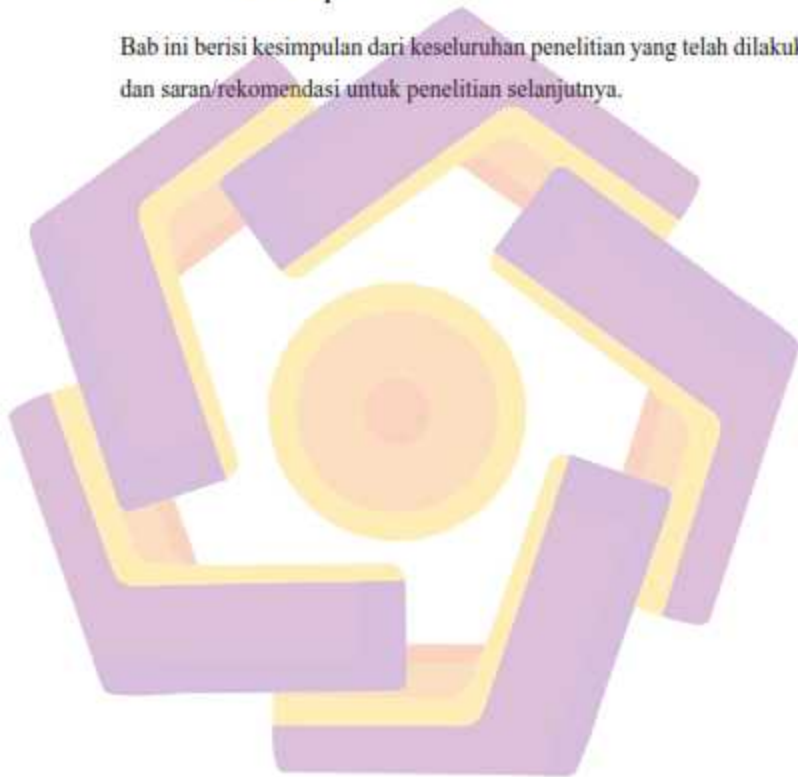 Bab ini berisi kesimpulan dari keseluruhan penelitian yang telah
dan saran/rekomendasi untuk penelitian selanjutnya.